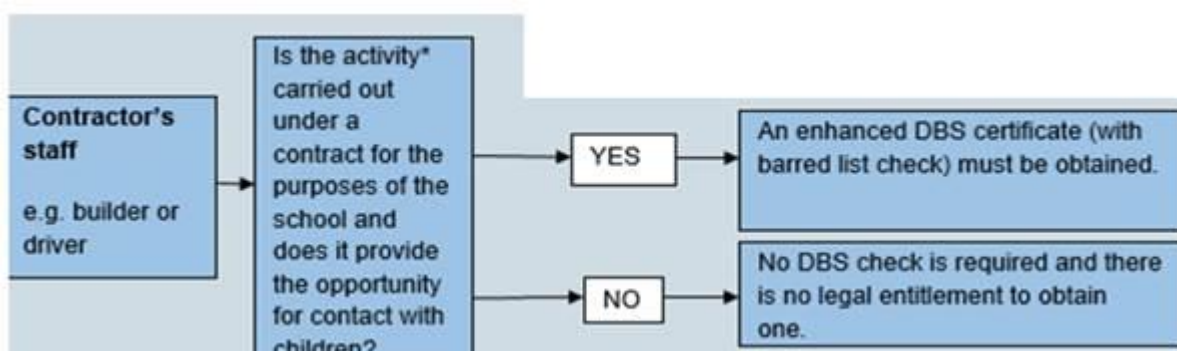 Contractor's
staff
e.g. builder or
driver
Is the activity*
carried out
under a
contract for the
purposes of the
school and
does it provide
the opportunity
for contact with
children?
YES
An enhanced DBS certificate (with
barred list check) must be obtained.
NO
No DBS check is required and there
is no legal entitlement to obtain
one.